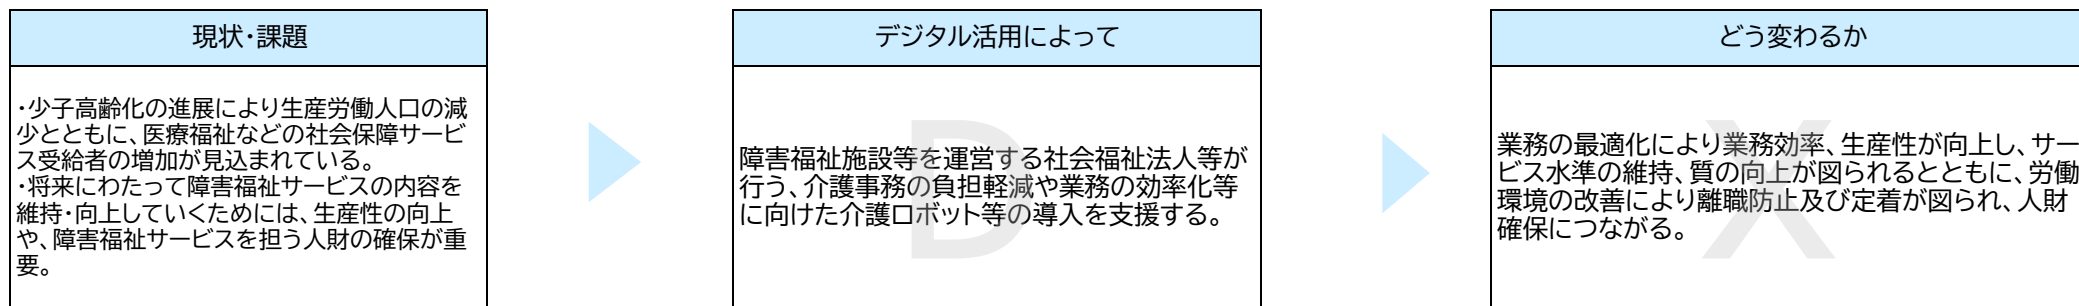 現状・課題
・少子高齢化の進展により生産労働人口の減
少とともに、医療福祉などの社会保障サービ
ス受給者の増加が見込まれている。
・将来にわたって障害福祉サービスの内容を
維持・向上していくためには、生産性の向上
や、障害福祉サービスを担う人財の確保が重
要。
デジタル活用によって
障害福祉施設等を運営する社会福祉法人等が
行う、介護事務の負担軽減や業務の効率化等
に向けた介護ロボット等の導入を支援する。
D
どう変わるか
業務の最適化により業務効率、生産性が向上し、サー
ビス水準の維持、質の向上が図られるとともに、労働
環境の改善により離職防止及び定着が図られ、人財
確保につながる。
X